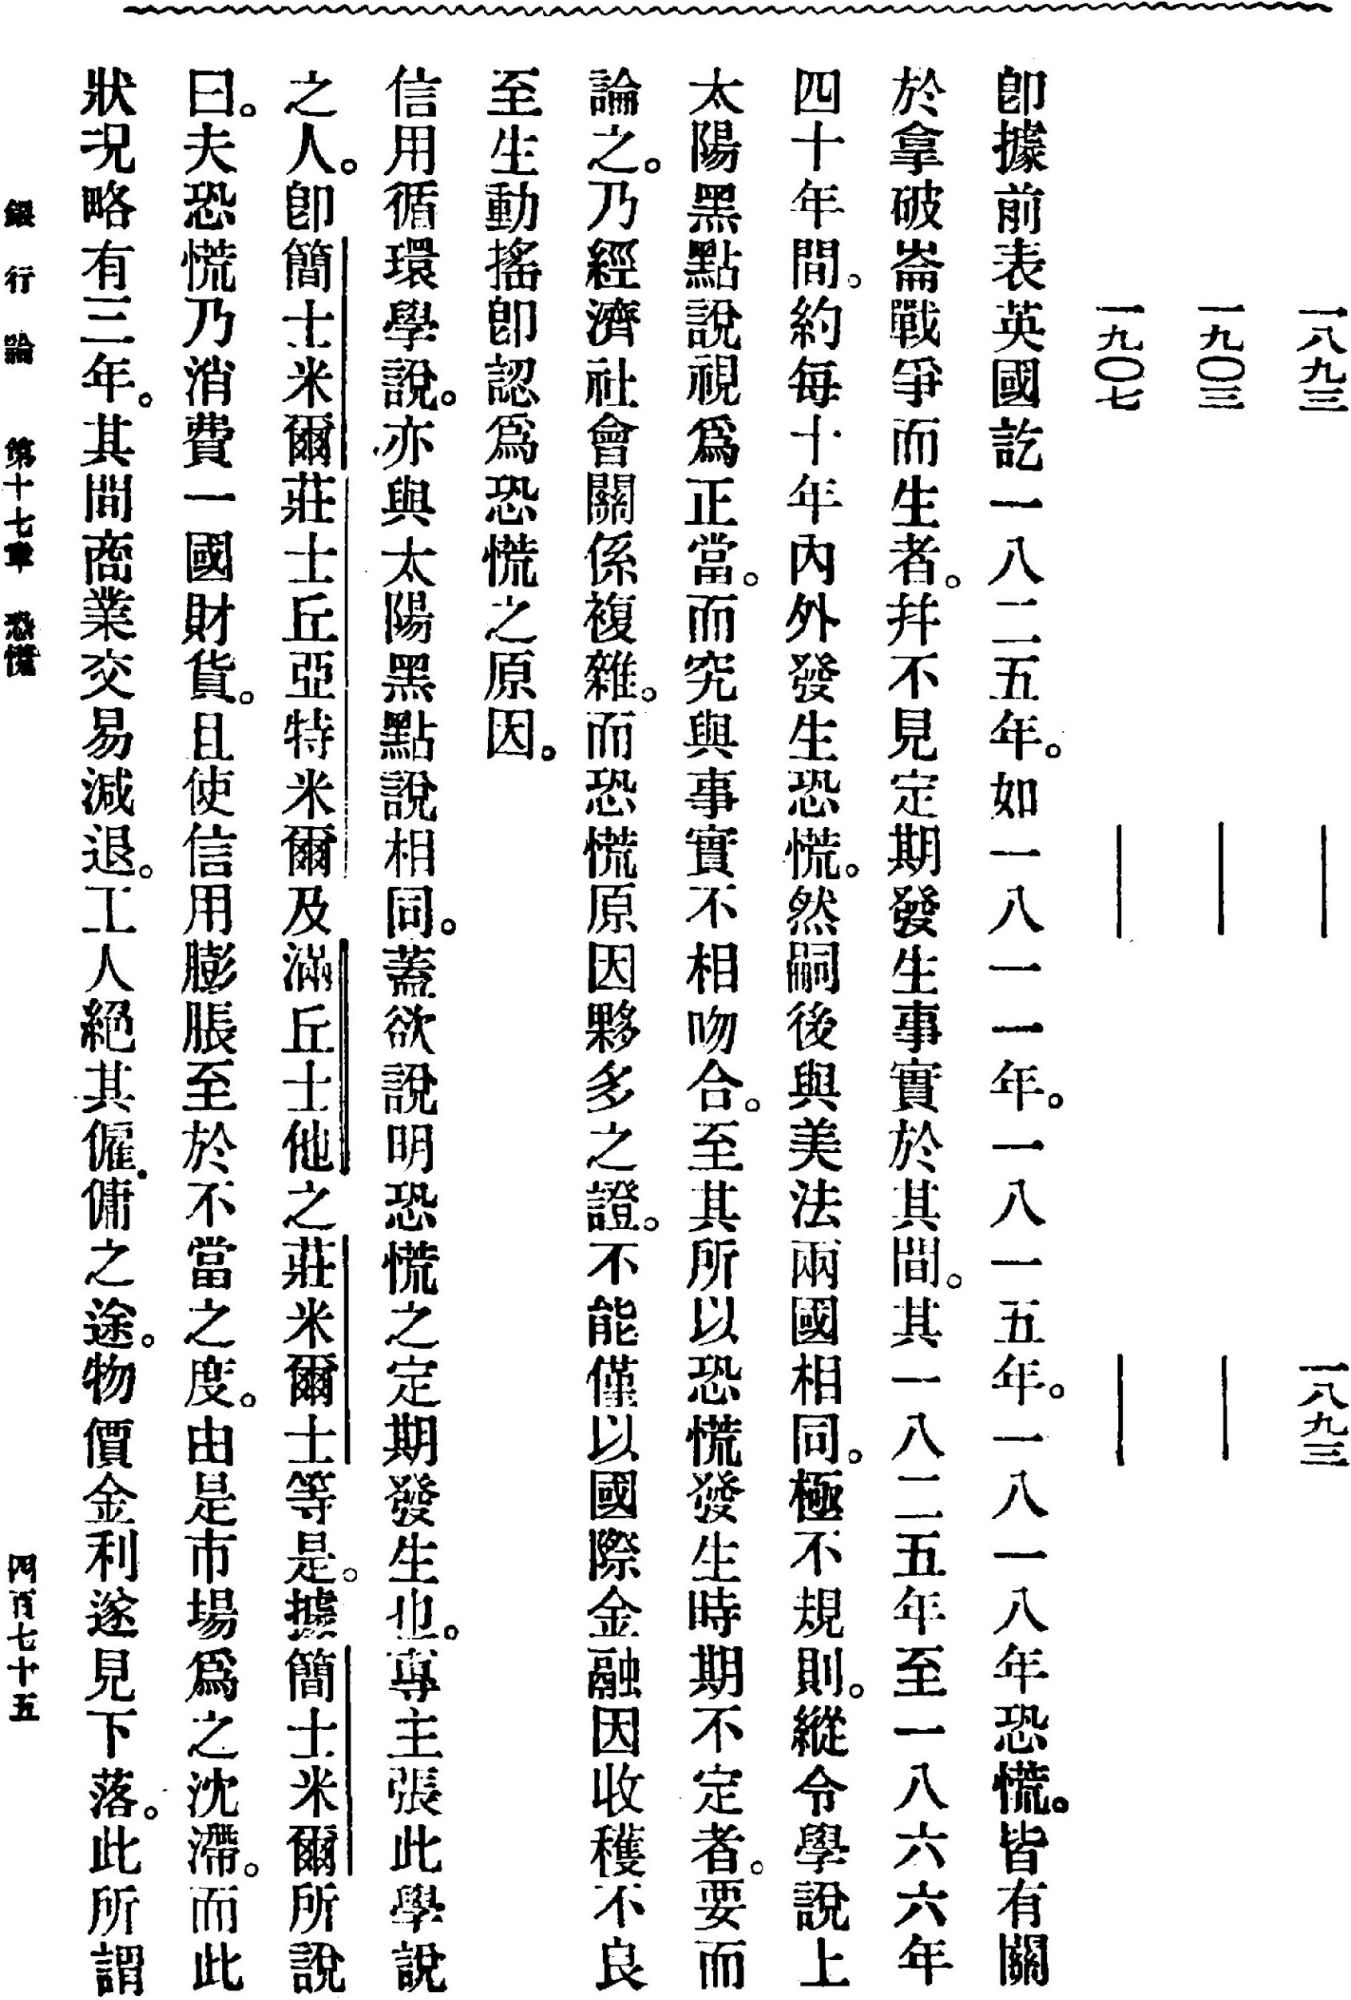 一八九三 — 一八九三
一九〇三 — —
一九〇七 — —
卽據前表英國訖一八二五年。如一八一一年。一八一五年。一八一八年恐慌。皆有關
於拿破崙戰爭而生者。幷不見定期發生事實於其間。其一八二五年至一八六六年
四十年間。約每十年內外發生恐慌。然嗣後與美法兩國相同。極不規則。縱令學說上
太陽黑點說視爲正當。而究與事實不相吻合。至其所以恐慌發生時期不定者。要而
論之。乃經濟社會關係複雜。而恐慌原因夥多之證。不能僅以國際金融因收穫不良
至生動搖卽認爲恐慌之原因。
信用循環學說。亦與太陽黑點說相同。蓋欲說明恐慌之定期發生也。專主張此學說
之人。卽簡士米爾莊士丘亞特米爾及滿丘士他之莊米爾士等是。據簡士米爾所說
曰。夫恐慌乃消費一國財貨。且使信用膨脹至於不當之度。由是市場爲之沈滯。而此
狀況略有三年。其間商業交易減退。工人絕其僱傭之途。物價金利遂見下落。此所謂
銀行論 第十七章 恐慌 四百七十五